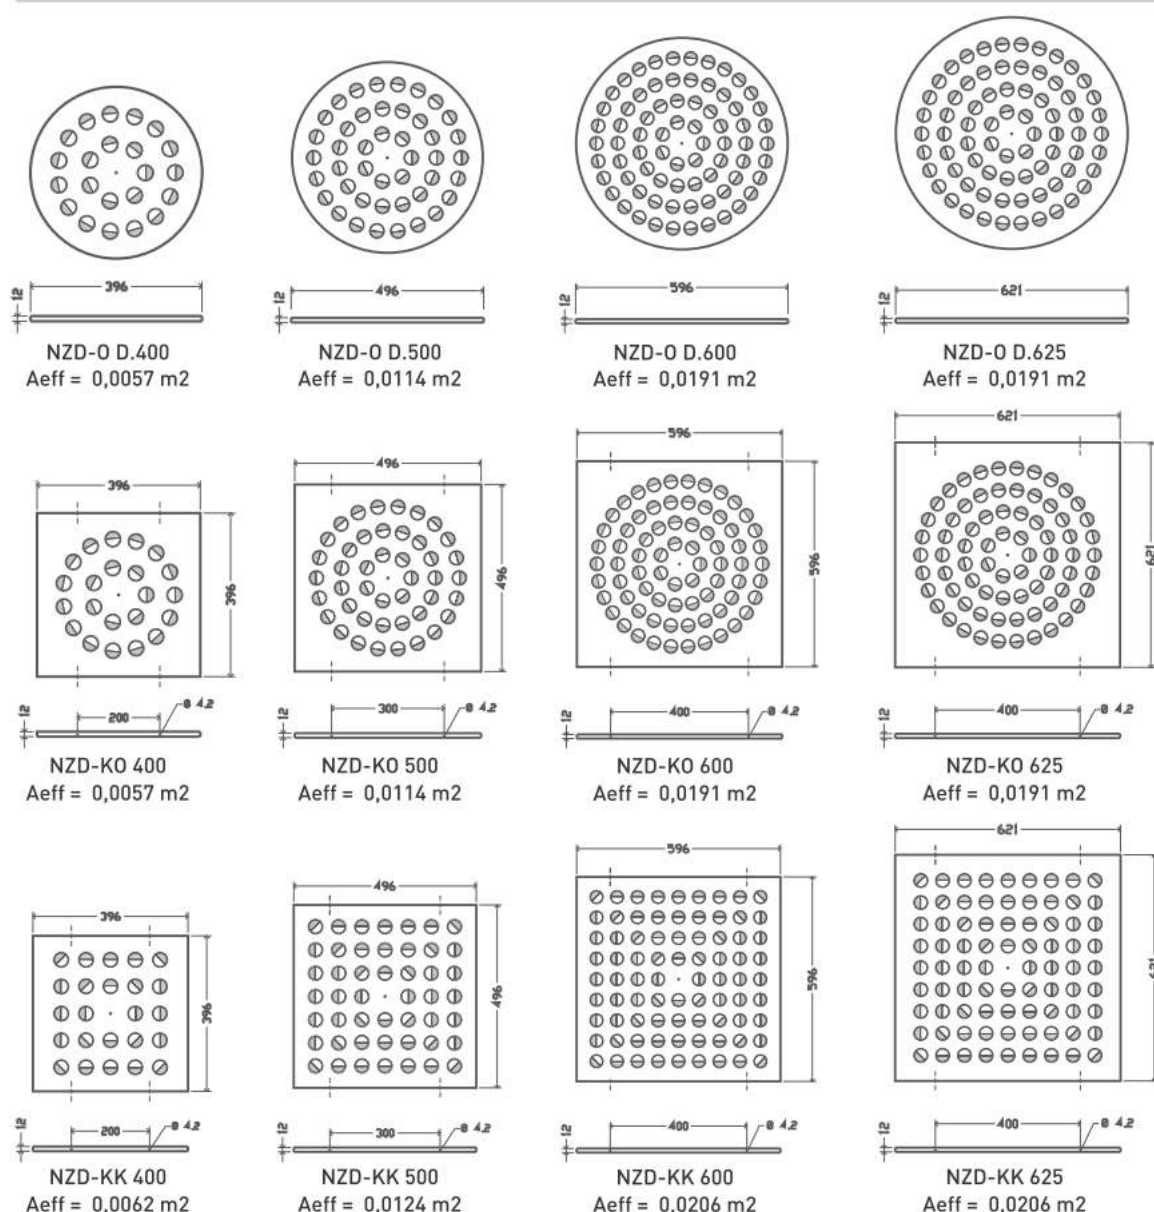 396
496
596
621
12
12
12
12
NZD-O D.400
Aeff = 0,0057 m2
NZD-O D.500
Aeff = 0,0114 m2
NZD-O D.600
Aeff = 0,0191 m2
NZD-O D.625
Aeff = 0,0191 m2
396
396
496
496
596
596
621
621
12
200
ø 4,2
12
300
ø 4,2
12
400
ø 4,2
12
400
ø 4,2
NZD-KO 400
Aeff = 0,0057 m2
NZD-KO 500
Aeff = 0,0114 m2
NZD-KO 600
Aeff = 0,0191 m2
NZD-KO 625
Aeff = 0,0191 m2
396
396
496
496
596
596
621
621
12
200
ø 4,2
12
300
ø 4,2
12
400
ø 4,2
12
400
ø 4,2
NZD-KK 400
Aeff = 0,0062 m2
NZD-KK 500
Aeff = 0,0124 m2
NZD-KK 600
Aeff = 0,0206 m2
NZD-KK 625
Aeff = 0,0206 m2